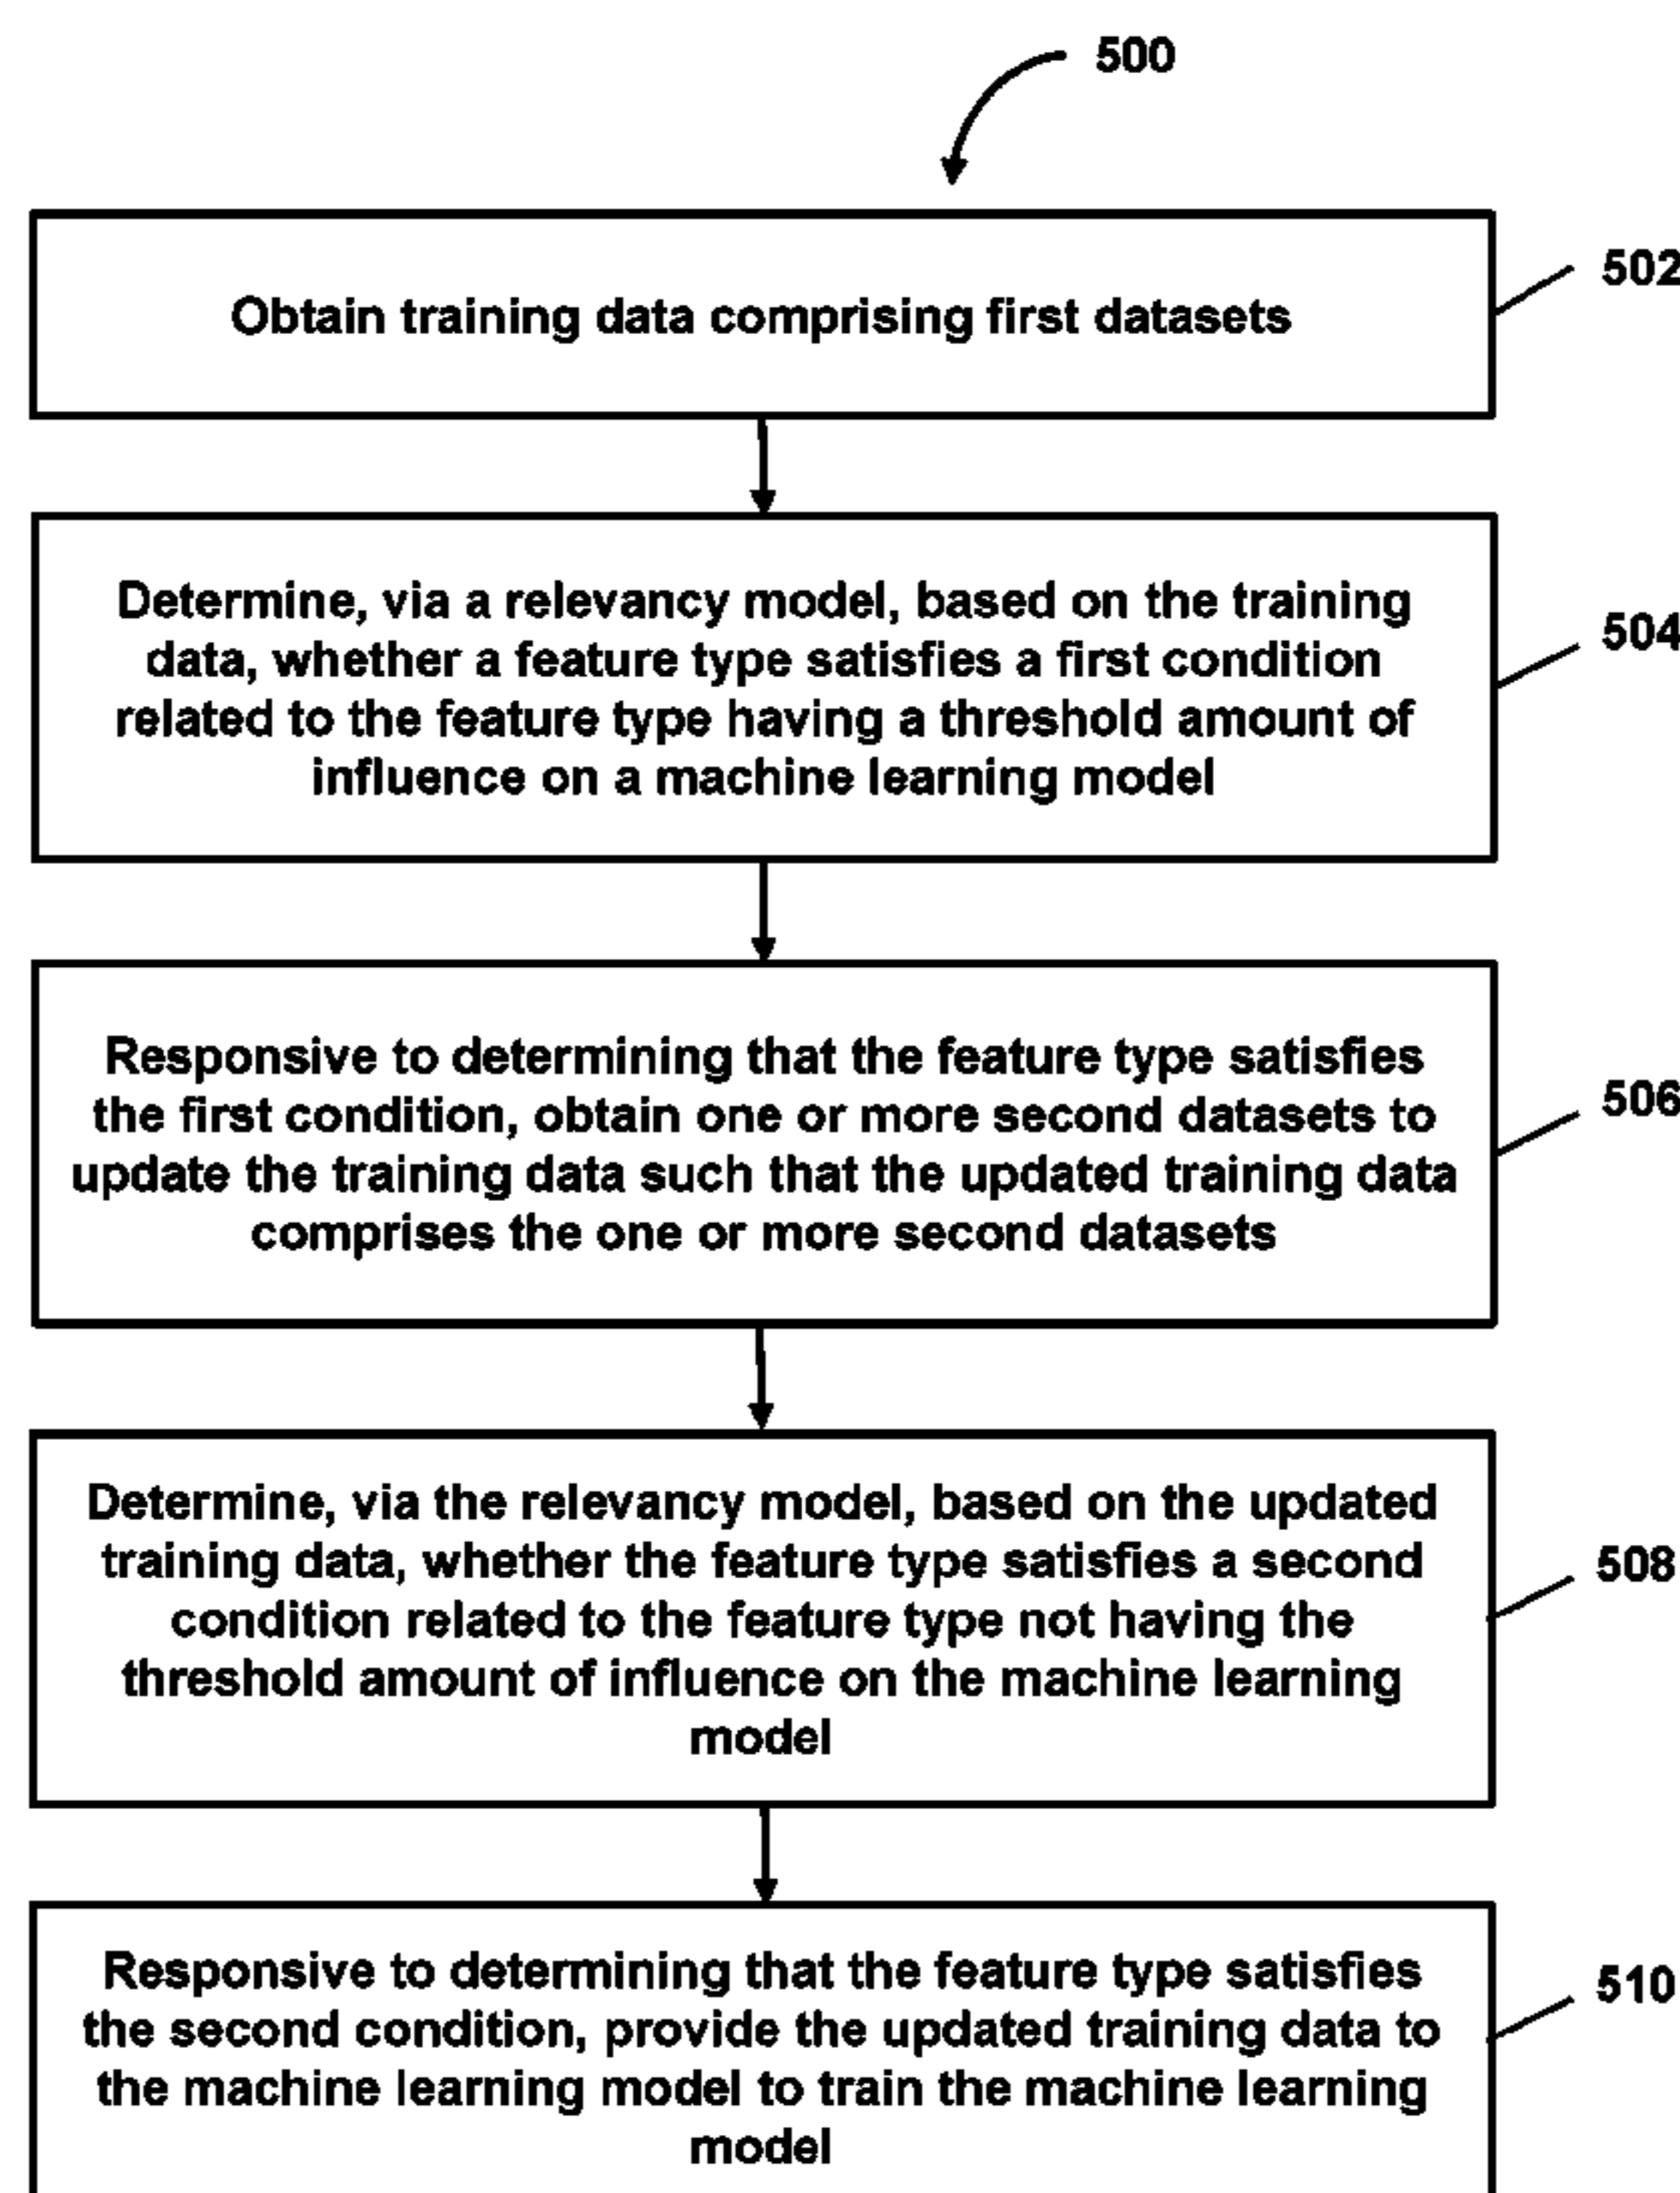 500
Obtain training data comprising first datasets
502
Determine, via a relevancy model, based on the training
data, whether a feature type satisfies a first condition
related to the feature type having a threshold amount of
influence on a machine learning model
504
Responsive to determining that the feature type satisfies
the first condition, obtain one or more second datasets to
update the training data such that the updated training data
comprises the one or more second datasets
506
Determine, via the relevancy model, based on the updated
training data, whether the feature type satisfies a second
condition related to the feature type not having the
threshold amount of influence on the machine learning
model
508
Responsive to determining that the feature type satisfies
the second condition, provide the updated training data to
the machine learning model to train the machine learning
model
510